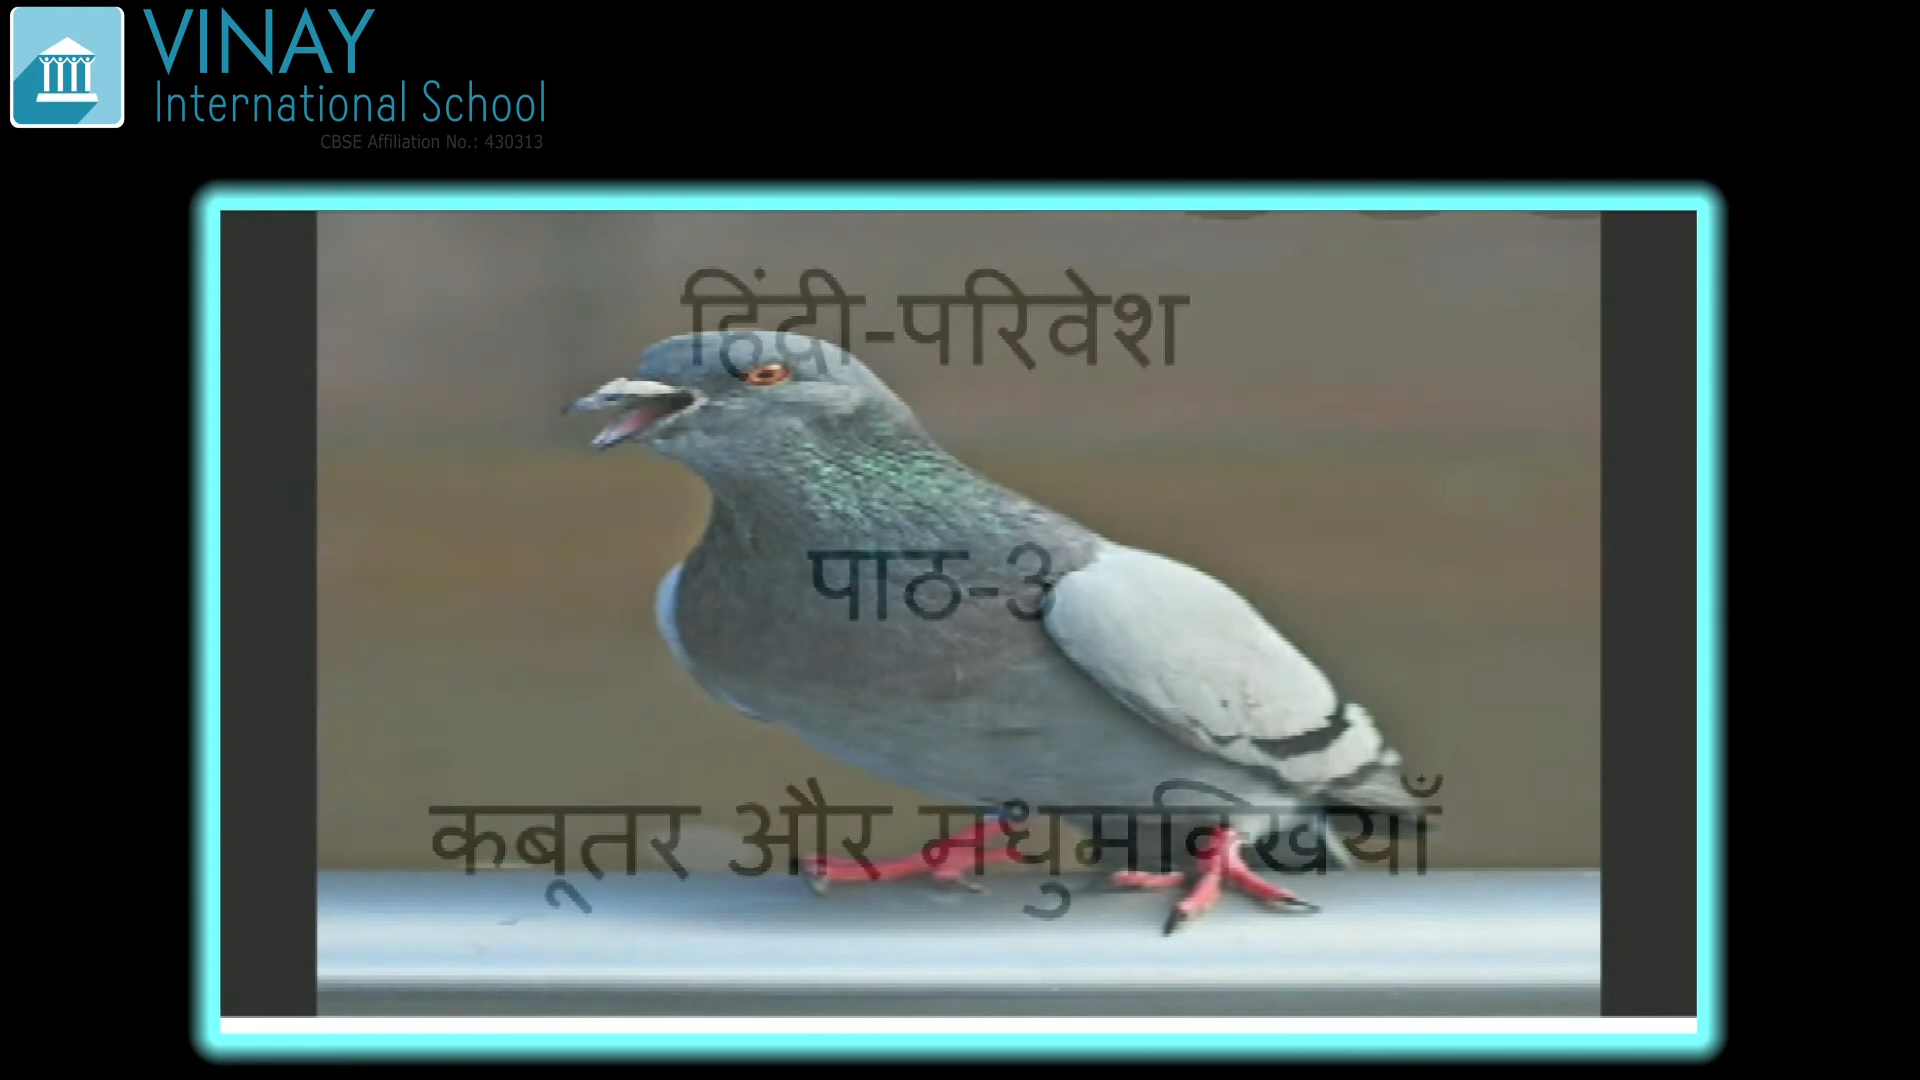 VINAY
International School
CBSE Affiliation No.: 430313
हिंदी-परिवेश
पाठ-3
कबूतर और मधुमक्खियाँ